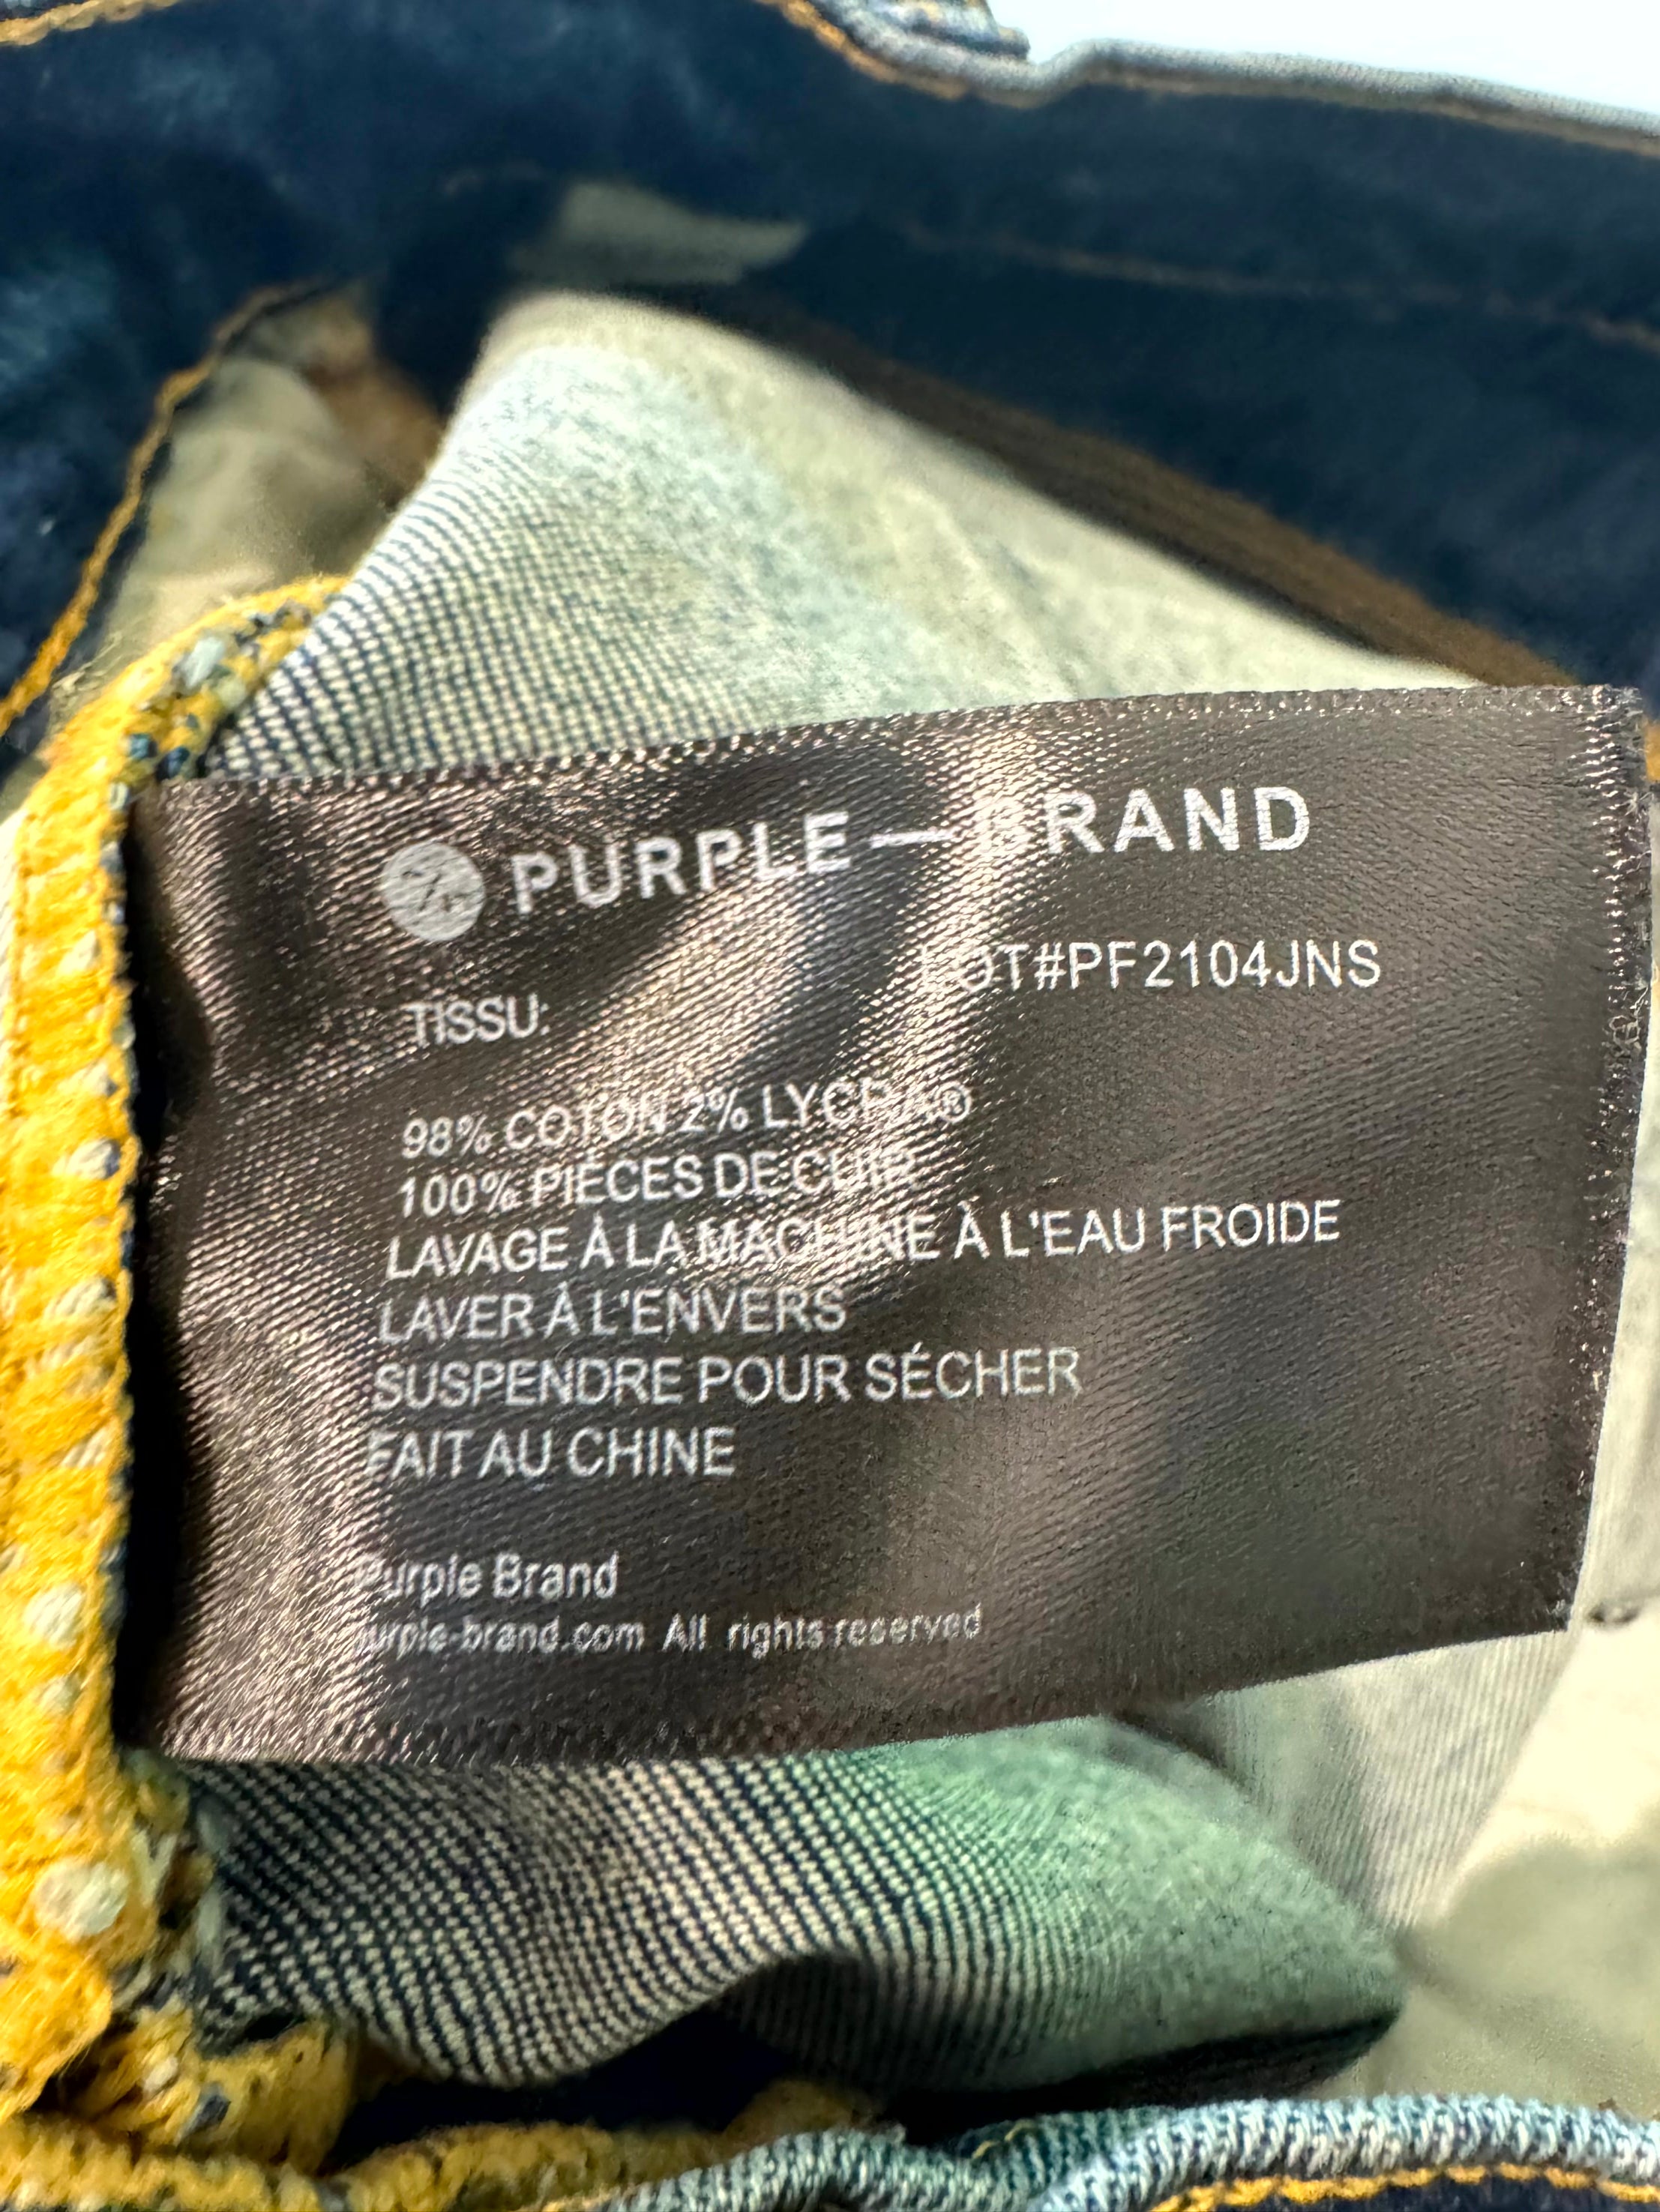 PURPLE — BRAND
LOT#PF2104JNS
TISSU:
98% COTON 2% LYCRA®
100% PIÈCES DE CUIR
LAVAGE À LA MACHINE À L'EAU FROIDE
LAVER À L'ENVERS
SUSPENDRE POUR SÉCHER
FAIT AU CHINE
Purple Brand
purple-brand.com All rights reserved